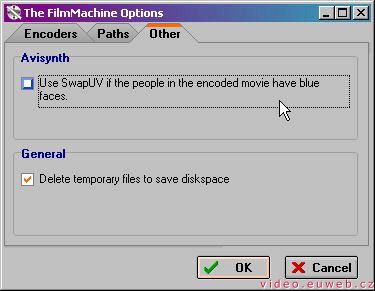 The FilmMachine Options
Encoders Paths Other
Avisynth
Use SwapUV if the people in the encoded movie have blue
faces.
General
Delete temporary files to save diskspace
OK Cancel
video.euweb.cz